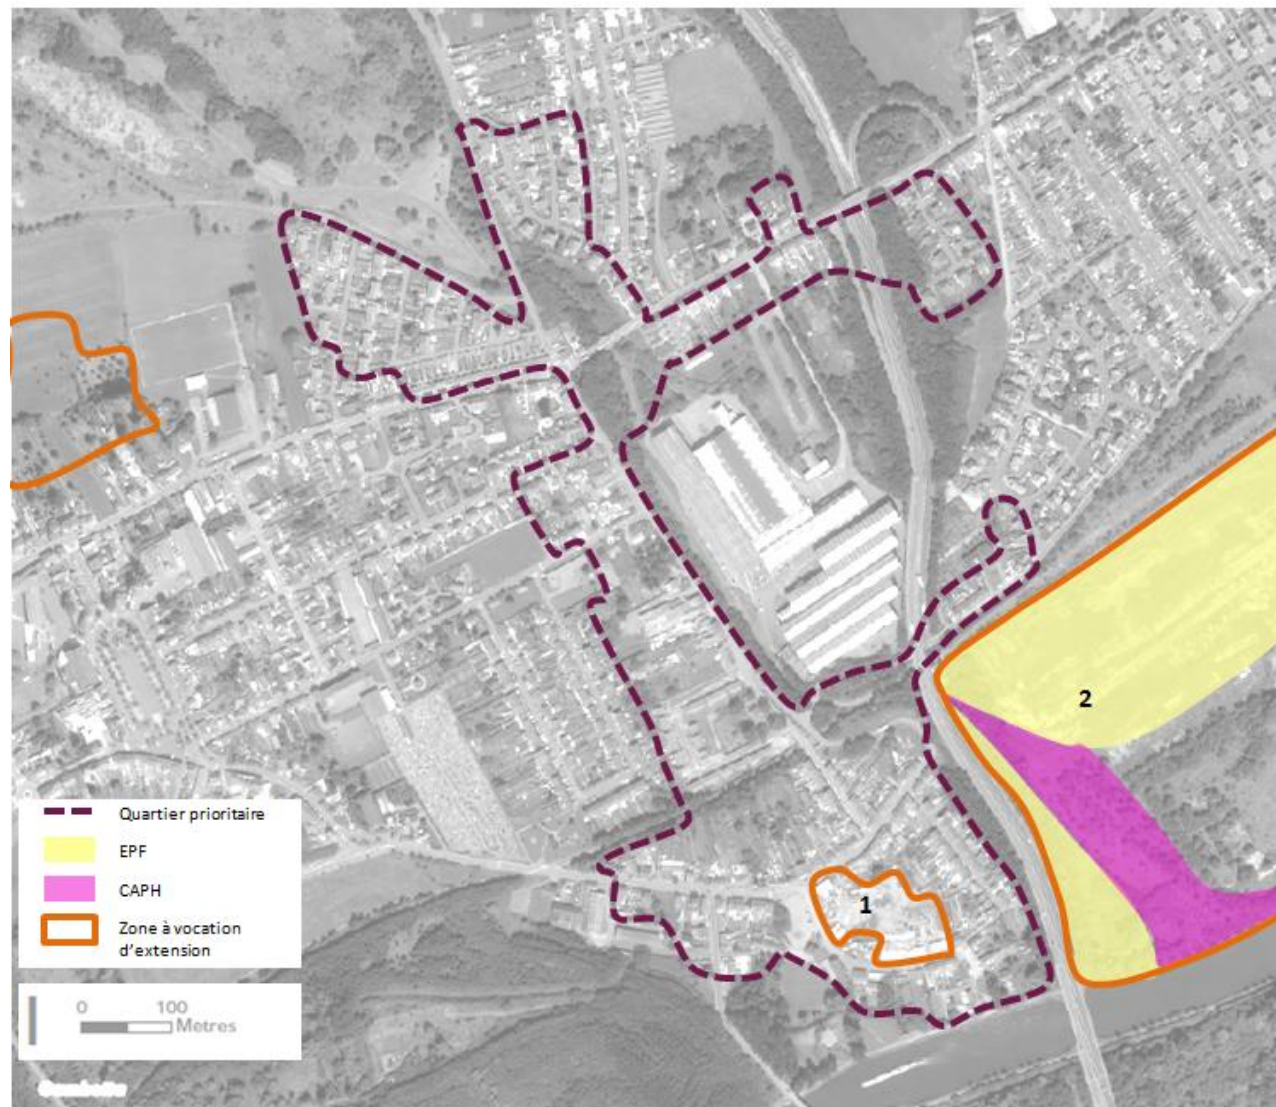 2
1
Quartier prioritaire
EPF
CAPH
Zone à vocation
d'extension
0 100
Metres